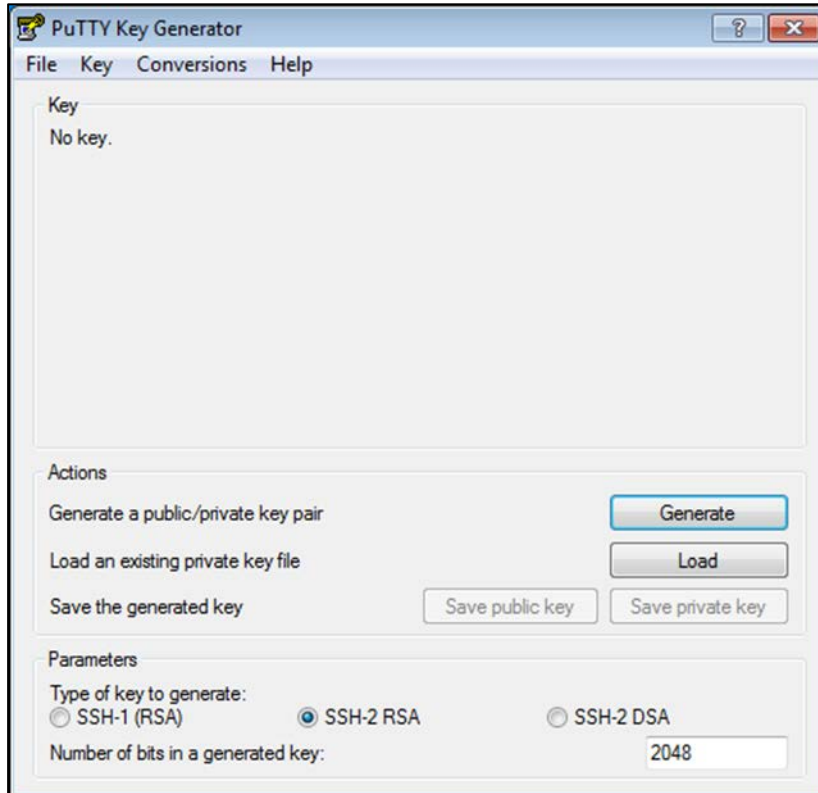 PuTTY Key Generator
File Key Conversions Help
Key
No key.
Actions
Generate a public/private key pair Generate
Load an existing private key file Load
Save the generated key Save public key Save private key
Parameters
Type of key to generate:
SSH-1 (RSA) SSH-2 RSA SSH-2 DSA
Number of bits in a generated key: 2048